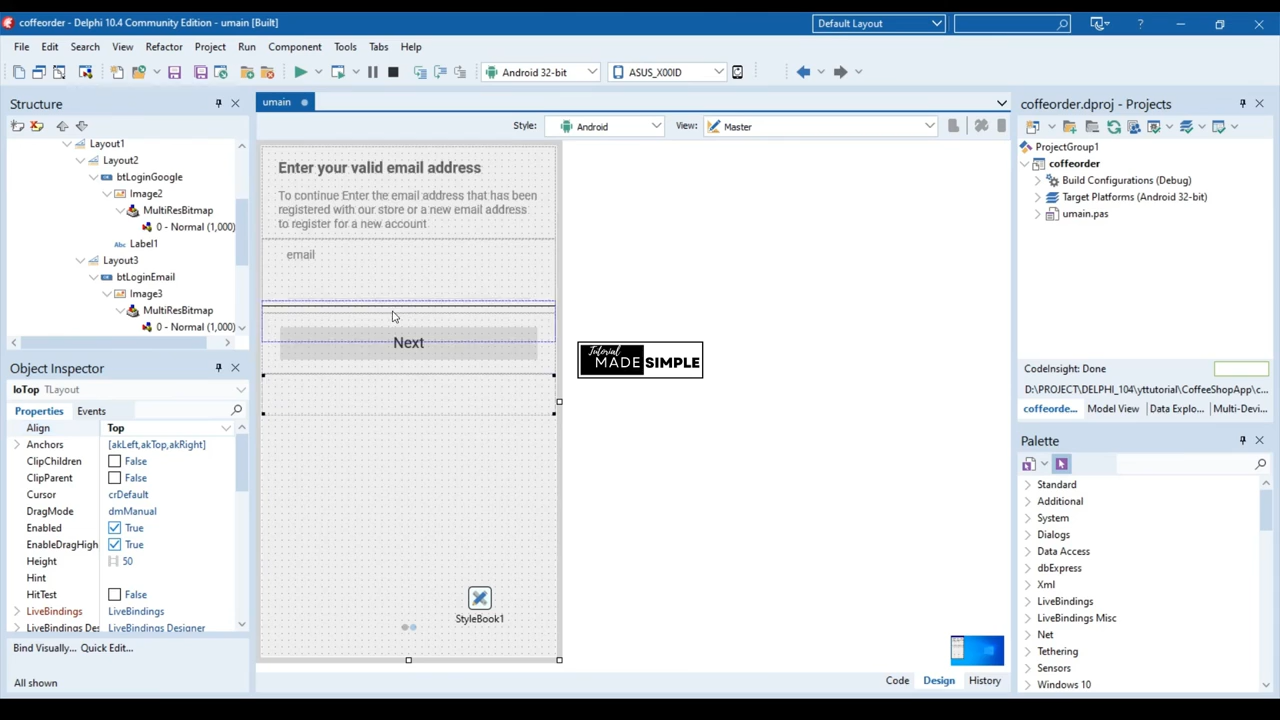 coffeorder - Delphi 10.4 Community Edition - umain [Built]
Default Layout
File Edit Search View Refactor Project Run Component Tools Tabs Help
Android 32-bit
ASUS_X00ID
Structure
Layout1
Layout2
btLoginGoogle
Image2
MultiResBitmap
0 - Normal (1,000)
Label1
Layout3
btLoginEmail
Image3
MultiResBitmap
0 - Normal (1,000)
Object Inspector
loTop TLayout
Properties Events
Align Top
Anchors [akLeft,akTop,akRight]
ClipChildren False
ClipParent False
Cursor crDefault
DragMode dmManual
Enabled True
EnableDragHigh True
Height 50
Hint
HitTest False
LiveBindings LiveBindings
LiveBindings Des LiveBindings Designer
Bind Visually... Quick Edit...
All shown
umain
Style: Android View: Master
Enter your valid email address
To continue Enter the email address that has been
registered with our store or a new email address
to register for a new account
email
Next
StyleBook1
Tutorial
MADE SIMPLE
Code Design History
coffeorder.dproj - Projects
ProjectGroup1
coffeorder
Build Configurations (Debug)
Target Platforms (Android 32-bit)
umain.pas
CodeInsight: Done
D:\PROJECT\DELPHI_104\yttutorial\CoffeeShopApp\c...
coffeorde... Model View Data Explo... Multi-Devi...
Palette
Standard
Additional
System
Dialogs
Data Access
dbExpress
Xml
LiveBindings
LiveBindings Misc
Net
Tethering
Sensors
Windows 10